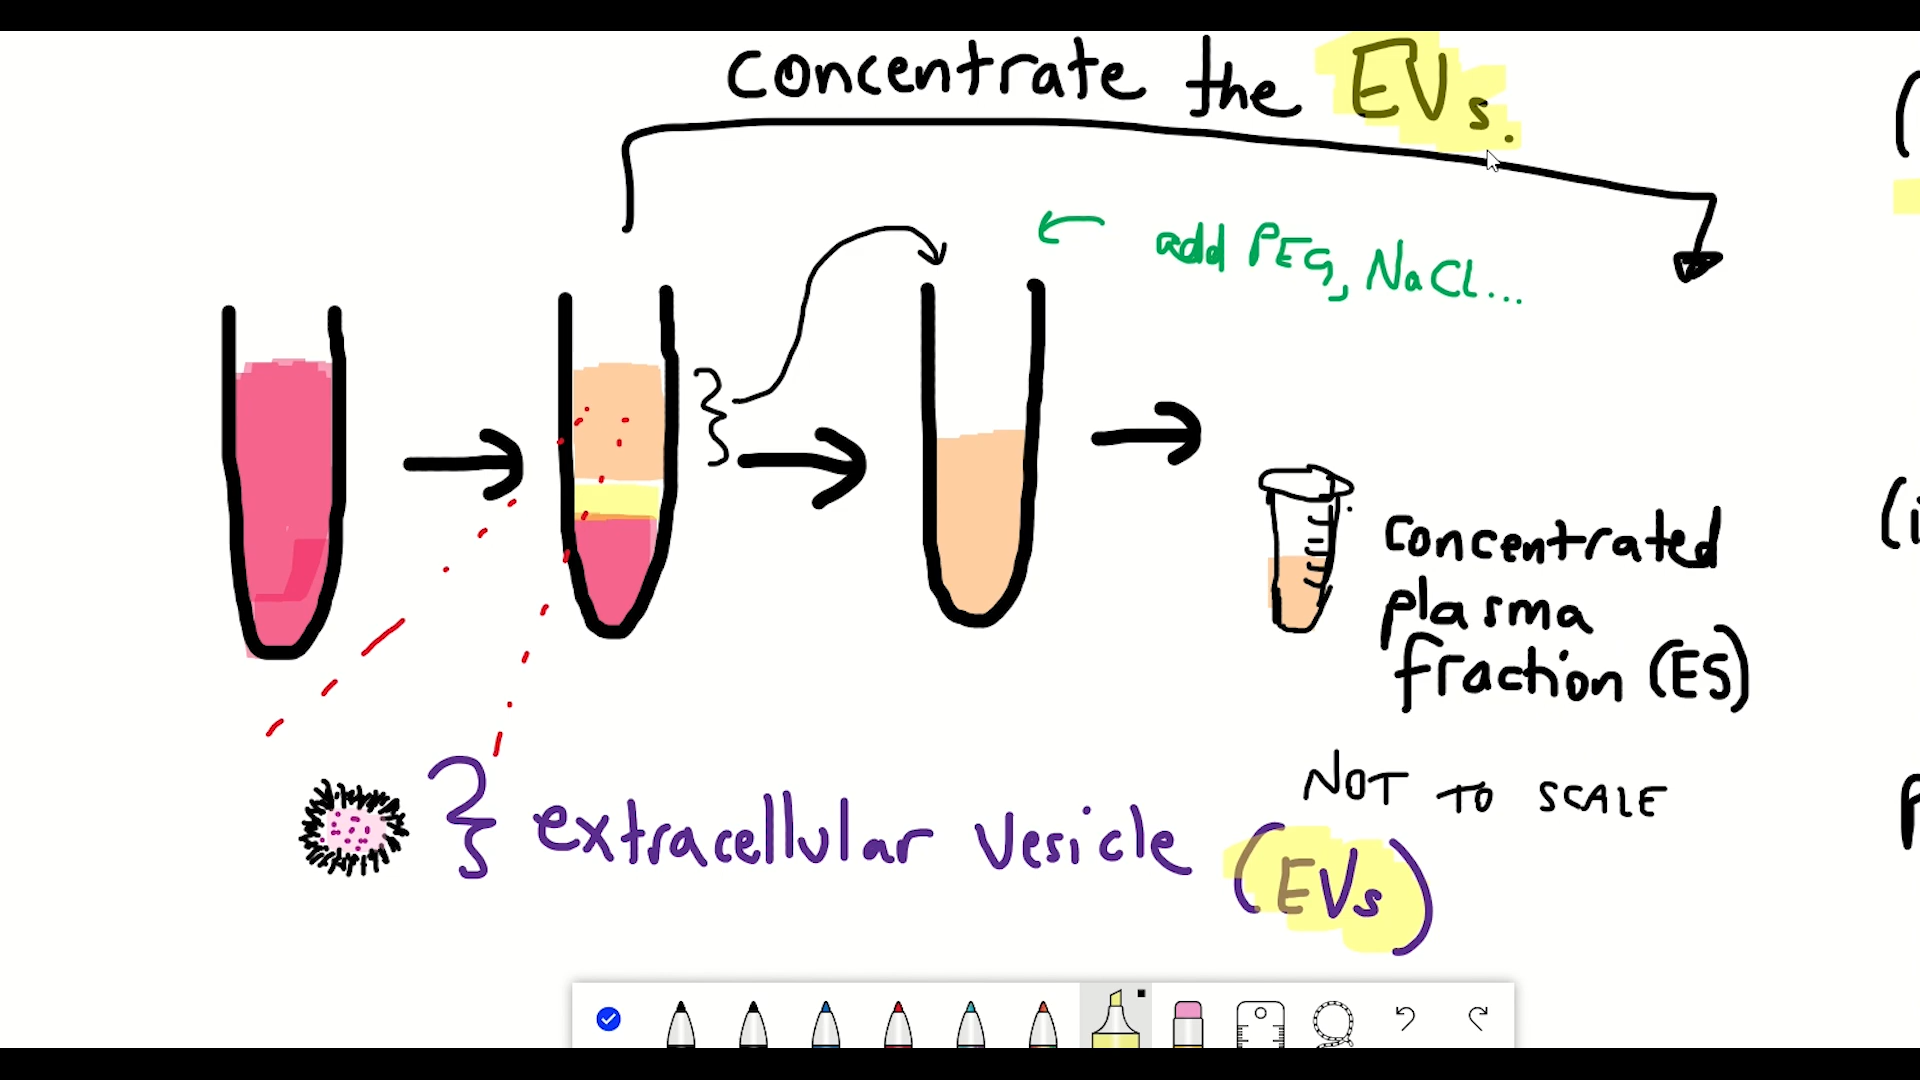 concentrate the EVs.
add PEG, NaCl...
concentrated
plasma
fraction (ES)
NOT TO SCALE
extracellular vesicle (EVs)